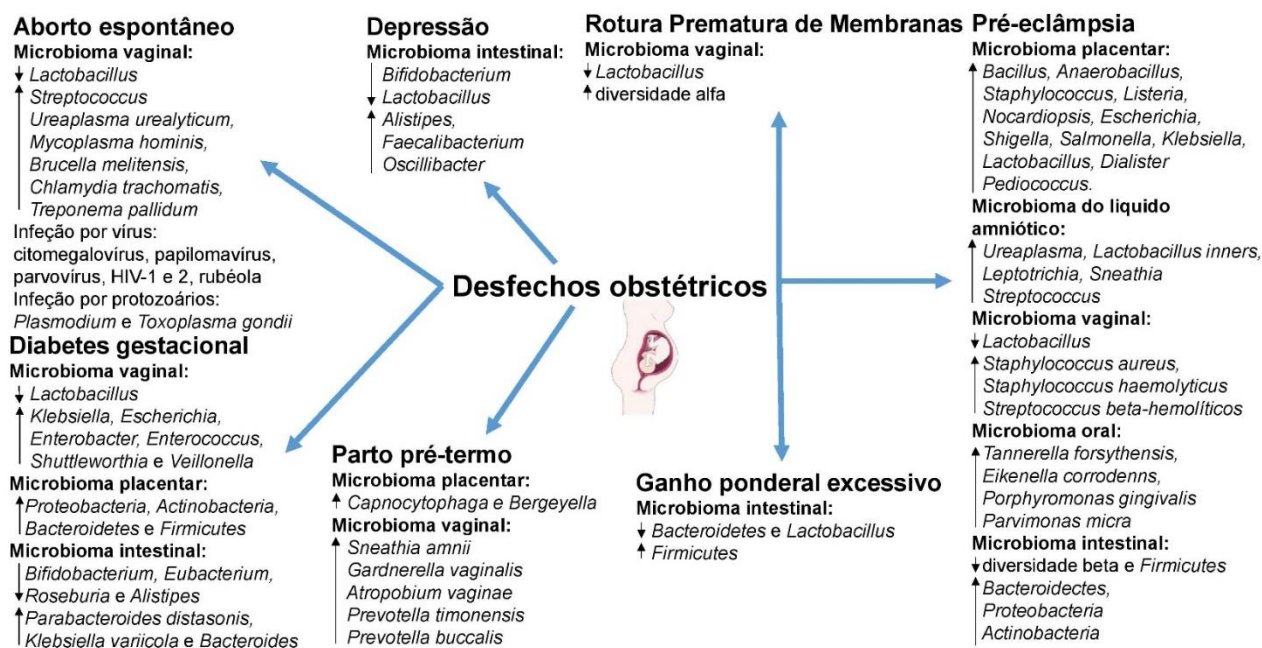 Aborto espontâneo
Microbioma vaginal:
Lactobacillus
Streptococcus
Ureaplasma urealyticum,
Mycoplasma hominis,
Brucella melitensis,
Chlamydia trachomatis,
Treponema pallidum
Infeção por vírus:
citomegalovírus, papilomavírus,
parvovírus, HIV-1 e 2, rubéola
Infeção por protozoários:
Plasmodium e Toxoplasma gondii
Diabetes gestacional
Microbioma vaginal:
Lactobacillus
Klebsiella, Escherichia,
Enterobacter, Enterococcus,
Shuttleworthia e Veillonella
Microbioma placentar:
Proteobacteria, Actinobacteria,
Bacteroidetes e Firmicutes
Microbioma intestinal:
Bifidobacterium, Eubacterium,
Roseburia e Alistipes
Parabacteroides distasonis,
Klebsiella variicola e Bacteroides
Depressão
Microbioma intestinal:
Bifidobacterium
Lactobacillus
Alistipes,
Faecalibacterium
Oscillibacter
Desfechos obstétricos
Parto pré-termo
Microbioma placentar:
Capnocytophaga e Bergeyella
Microbioma vaginal:
Sneathia amnii
Gardnerella vaginalis
Atropobium vaginae
Prevotella timonensis
Prevotella buccalis
Rotura Prematura de Membranas
Microbioma vaginal:
Lactobacillus
diversidade alfa
Ganho ponderal excessivo
Microbioma intestinal:
Bacteroidetes e Lactobacillus
Firmicutes
Pré-eclâmpsia
Microbioma placentar:
Bacillus, Anaerobacillus,
Staphylococcus, Listeria,
Nocardiopsis, Escherichia,
Shigella, Salmonella, Klebsiella,
Lactobacillus, Dialister
Pediococcus.
Microbioma do liquido
amniótico:
Ureaplasma, Lactobacillus inners,
Leptotrichia, Sneathia
Streptococcus
Microbioma vaginal:
Lactobacillus
Staphylococcus aureus,
Staphylococcus haemolyticus
Streptococcus beta-hemolíticos
Microbioma oral:
Tannerella forsythensis,
Eikenella corrodenns,
Porphyromonas gingivalis
Parvimonas micra
Microbioma intestinal:
diversidade beta e Firmicutes
Bacteroidectes,
Proteobacteria
Actinobacteria